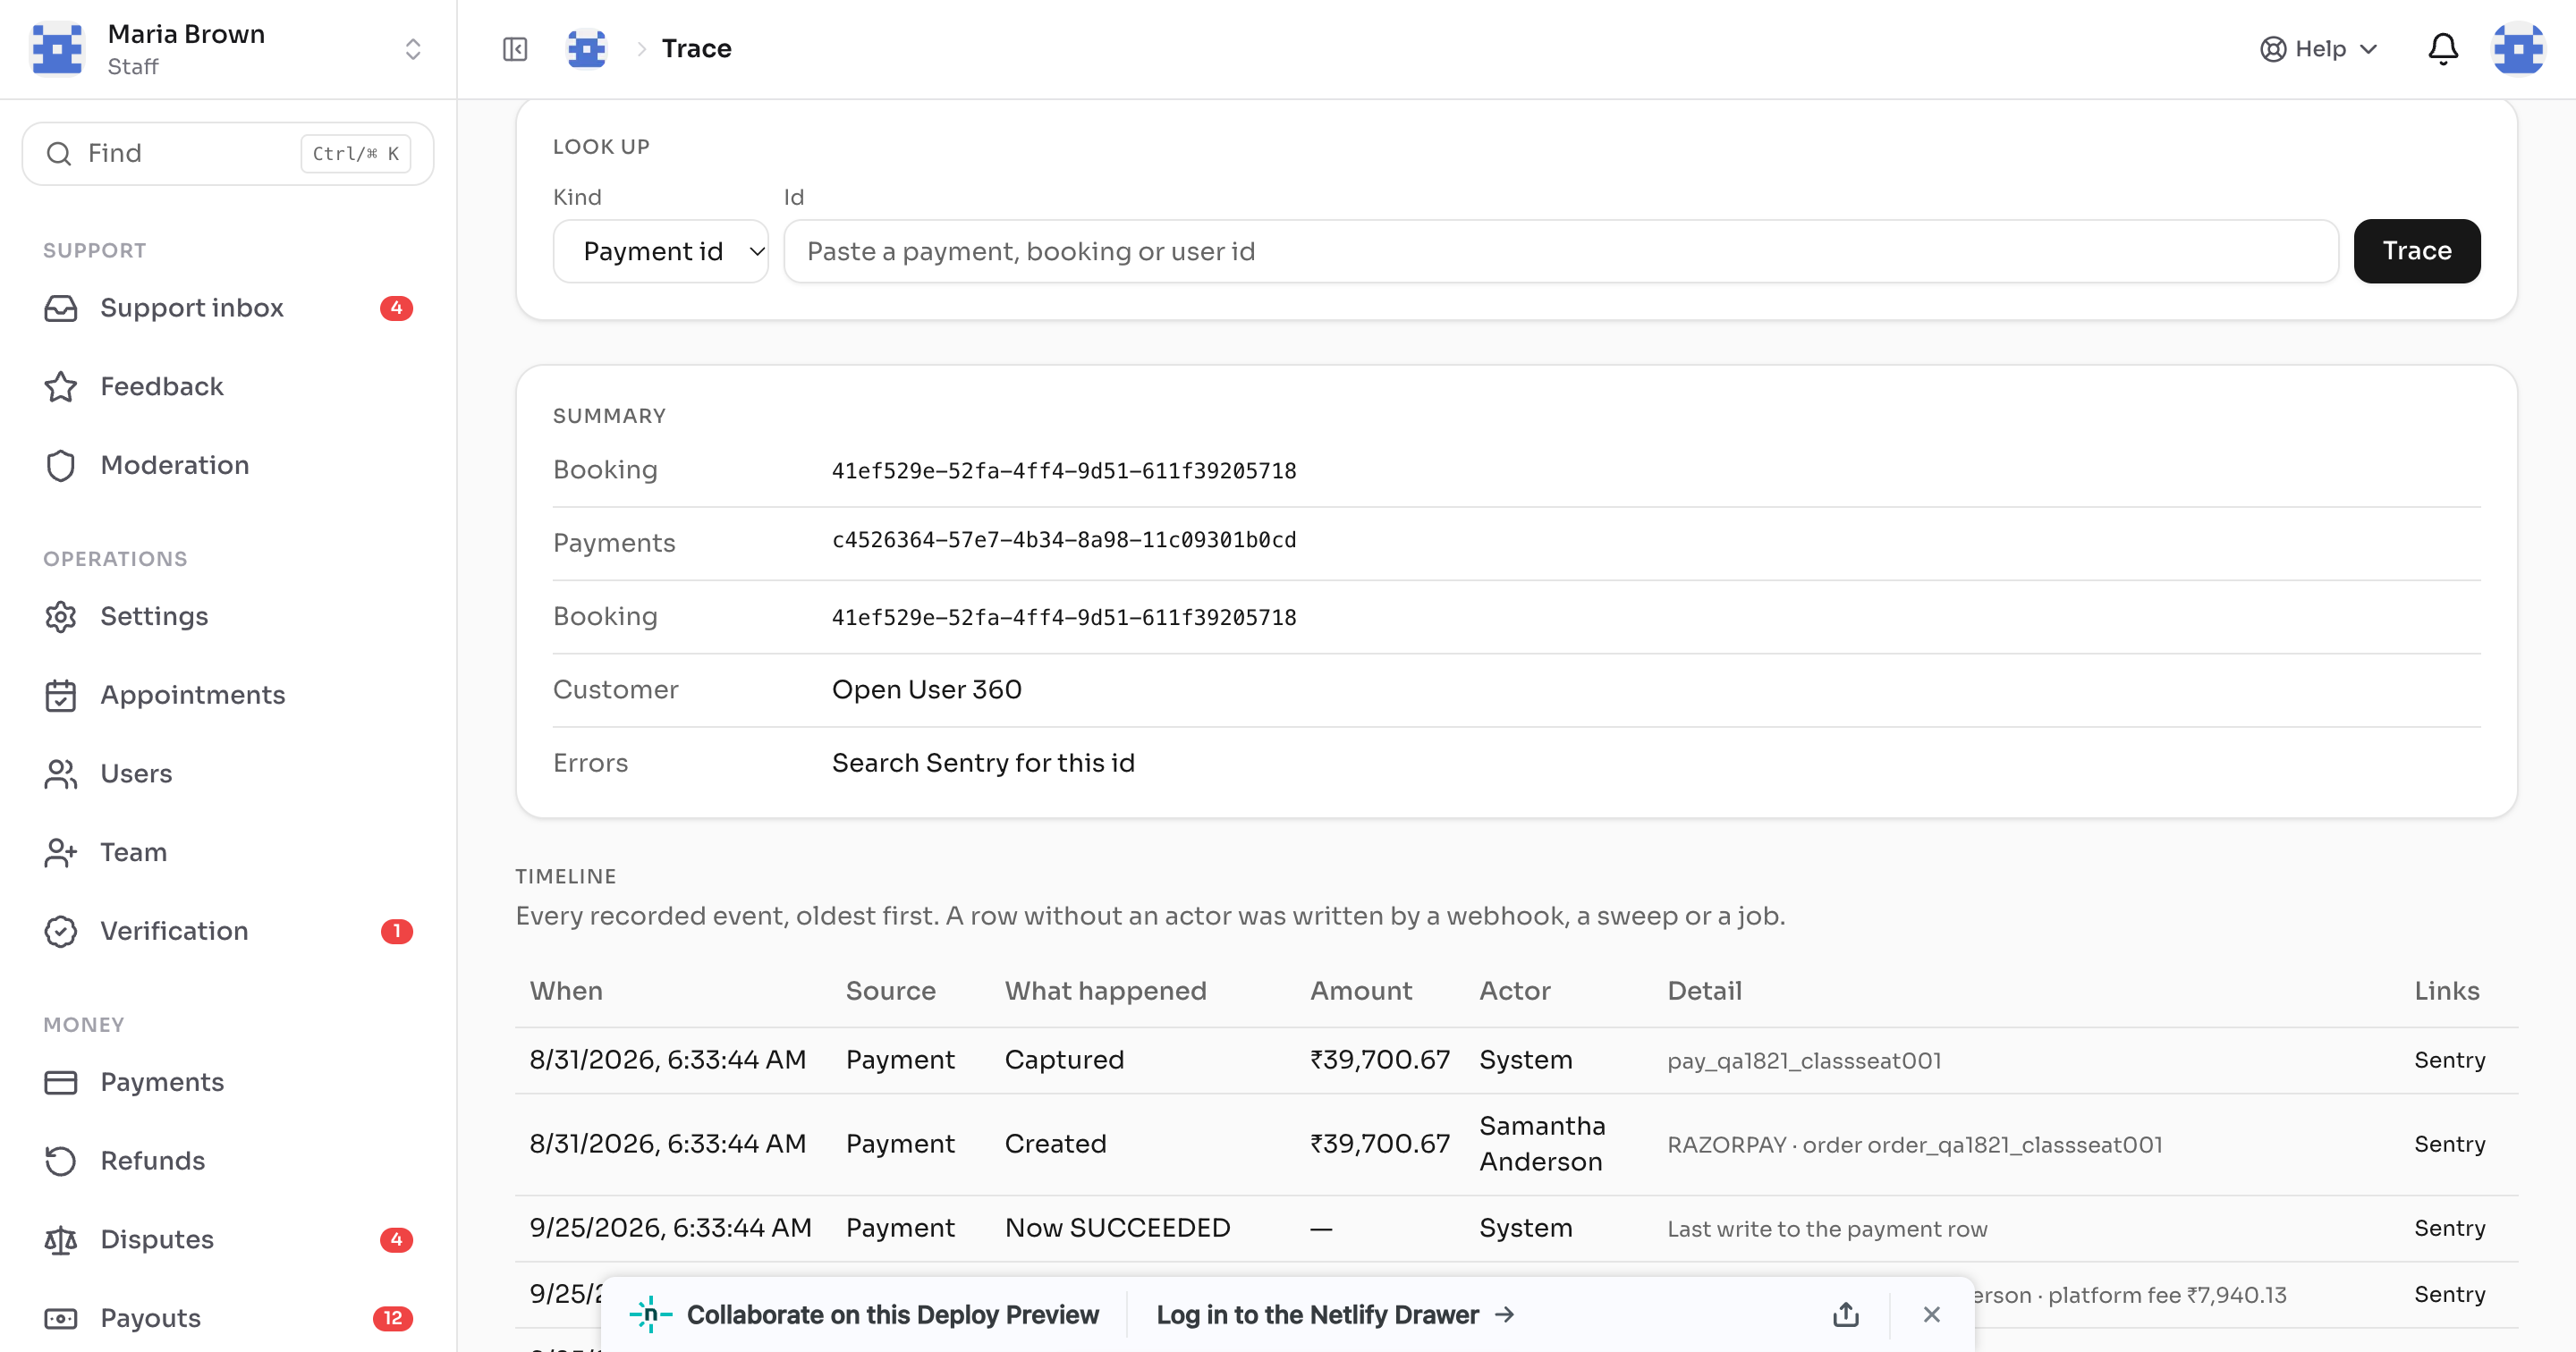 Maria Brown
Staff
Find
Ctrl/⌘ K
SUPPORT
Support inbox
4
Feedback
Moderation
OPERATIONS
Settings
Appointments
Users
Team
Verification
1
MONEY
Payments
Refunds
Disputes
4
Payouts
12
Trace
Help
LOOK UP
Kind
Id
Payment id
Paste a payment, booking or user id
Trace
SUMMARY
Booking 41ef529e-52fa-4ff4-9d51-611f39205718
Payments c4526364-57e7-4b34-8a98-11c09301b0cd
Booking 41ef529e-52fa-4ff4-9d51-611f39205718
Customer Open User 360
Errors Search Sentry for this id
TIMELINE
Every recorded event, oldest first. A row without an actor was written by a webhook, a sweep or a job.
When Source What happened Amount Actor Detail Links
8/31/2026, 6:33:44 AM Payment Captured ₹39,700.67 System pay_qa1821_classseat001 Sentry
8/31/2026, 6:33:44 AM Payment Created ₹39,700.67 Samantha Anderson RAZORPAY · order order_qa1821_classseat001 Sentry
9/25/2026, 6:33:44 AM Payment Now SUCCEEDED — System Last write to the payment row Sentry
9/25/2 erson · platform fee ₹7,940.13 Sentry
Collaborate on this Deploy Preview
Log in to the Netlify Drawer →